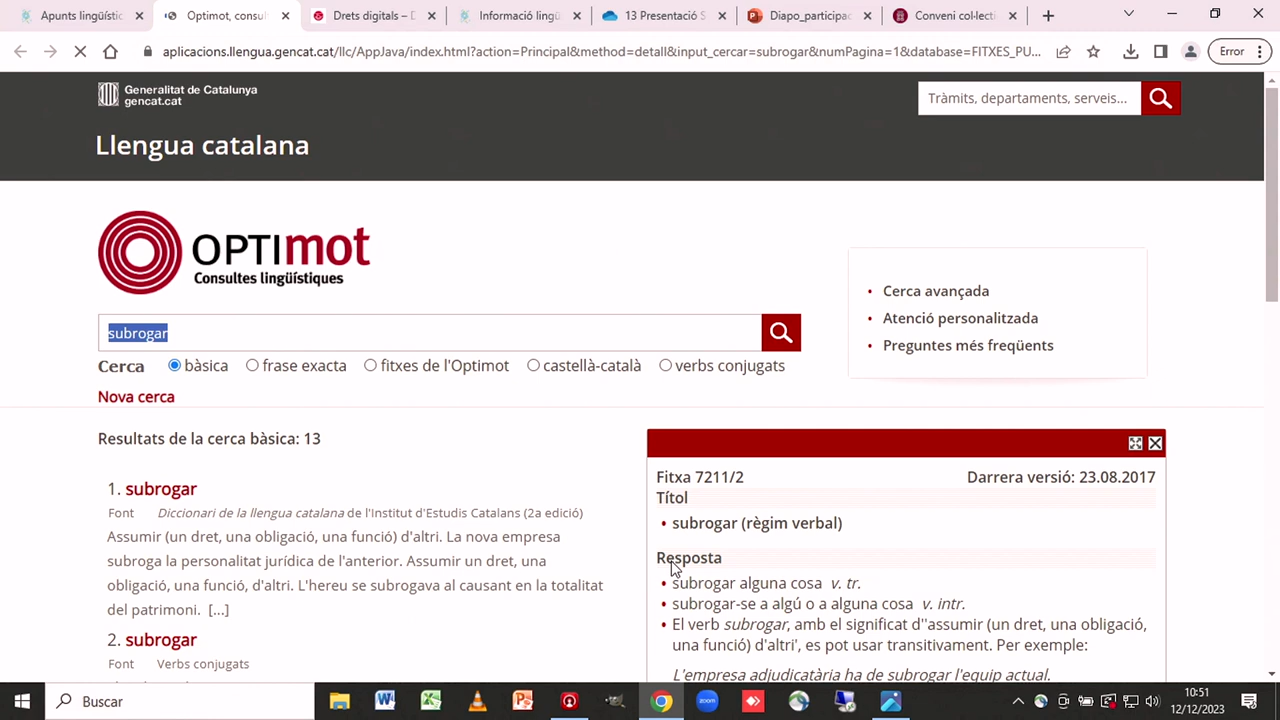 Apunts lingüístic
Optimot, consul
Drets digitals – D
Informació lingü
13 Presentació S
Diapo_participac
Conveni col·lecti
aplicacions.llengua.gencat.cat/llc/AppJava/index.html?action=Principal&method=detall&input_cercar=subrogar&numPagina=1&database=FITXES_PU...
Error
Generalitat de Catalunya
gencat.cat
Tràmits, departaments, serveis...
Llengua catalana
OPTImot
Consultes lingüístiques
subrogar
Cerca bàsica frase exacta fitxes de l'Optimot castellà-català verbs conjugats
Nova cerca
• Cerca avançada
• Atenció personalitzada
• Preguntes més freqüents
Resultats de la cerca bàsica: 13
1. subrogar
Font Diccionari de la llengua catalana de l'Institut d'Estudis Catalans (2a edició)
Assumir (un dret, una obligació, una funció) d'altri. La nova empresa
subroga la personalitat jurídica de l'anterior. Assumir un dret, una
obligació, una funció, d'altri. L'hereu se subrogava al causant en la totalitat
del patrimoni. [...]
2. subrogar
Font Verbs conjugats
Fitxa 7211/2 Darrera versió: 23.08.2017
Títol
• subrogar (règim verbal)
Resposta
• subrogar alguna cosa v. tr.
• subrogar-se a algú o a alguna cosa v. intr.
• El verb subrogar, amb el significat d''assumir (un dret, una obligació,
una funció) d'altri', es pot usar transitivament. Per exemple:
L'empresa adjudicatària ha de subrogar l'equip actual.
Buscar
zoom
10:51
12/12/2023